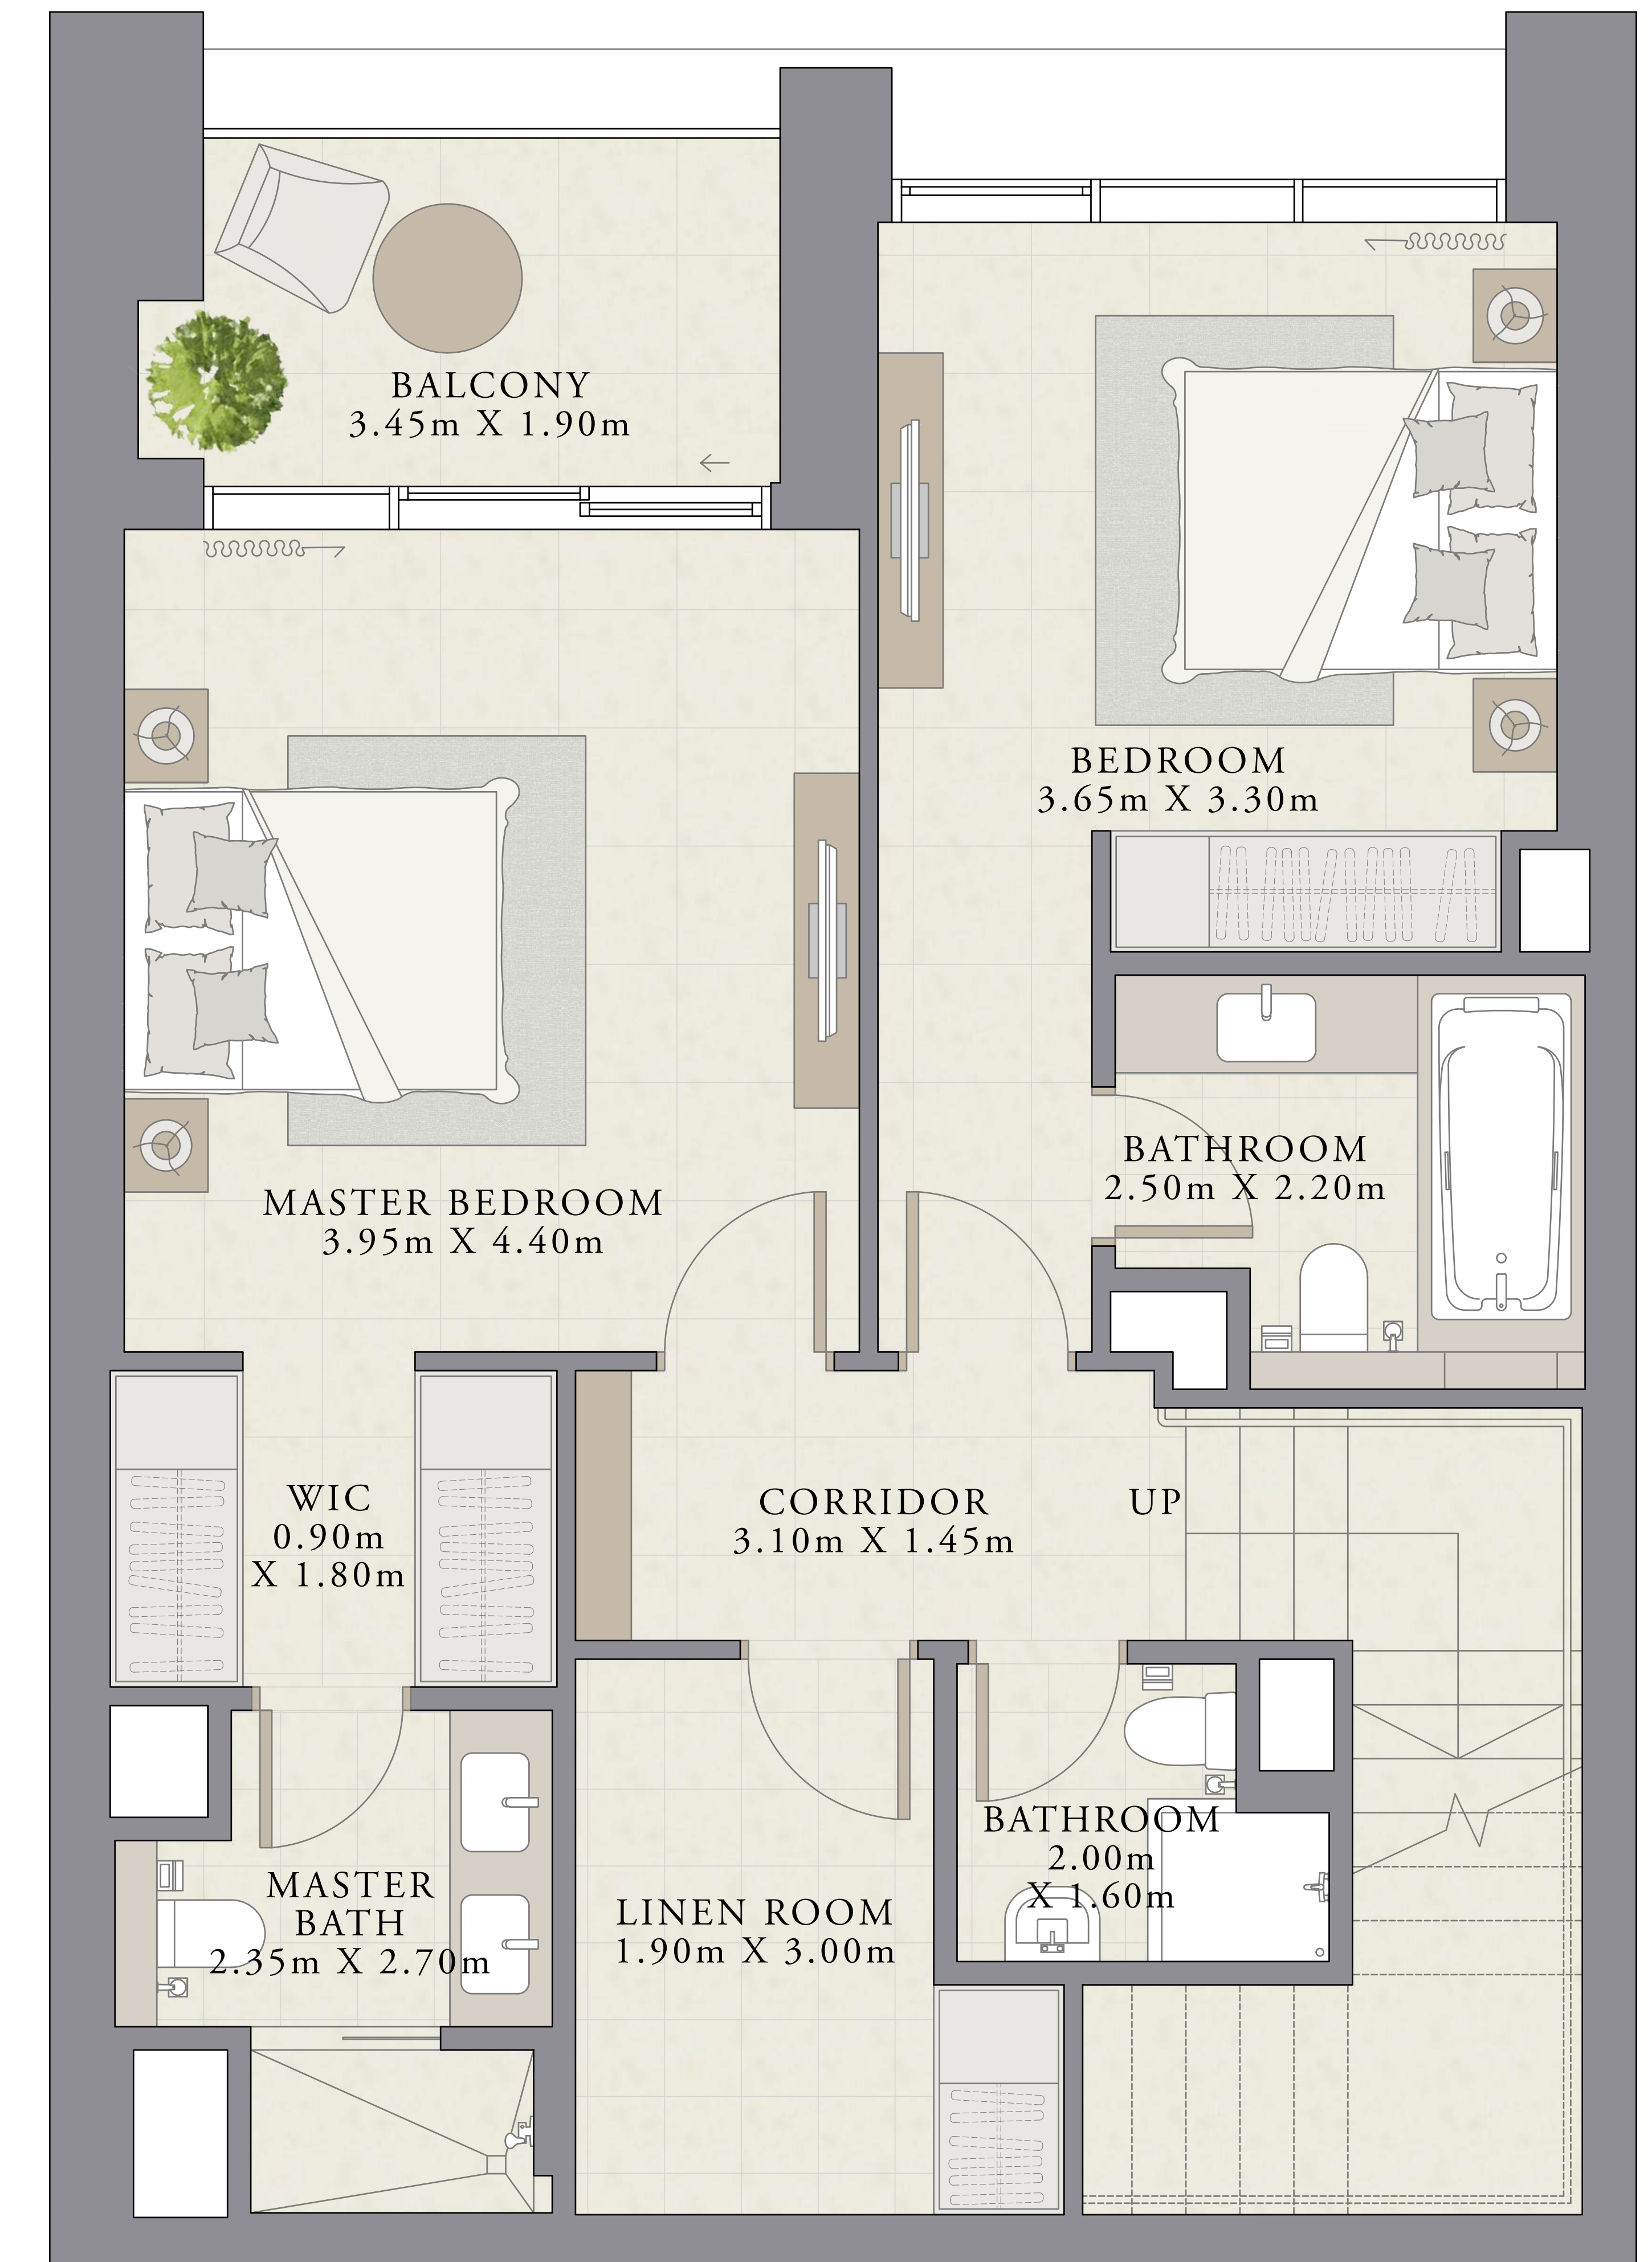 BALCONY
3.45m X 1.90m
BEDROOM
3.65m X 3.30m
BATHROOM
2.50m X 2.20m
MASTER BEDROOM
3.95m X 4.40m
WIC
0.90m
X 1.80m
CORRIDOR
3.10m X 1.45m
UP
BATHROOM
2.00m
X 1.60m
MASTER
BATH
2.35m X 2.70m
LINEN ROOM
1.90m X 3.00m